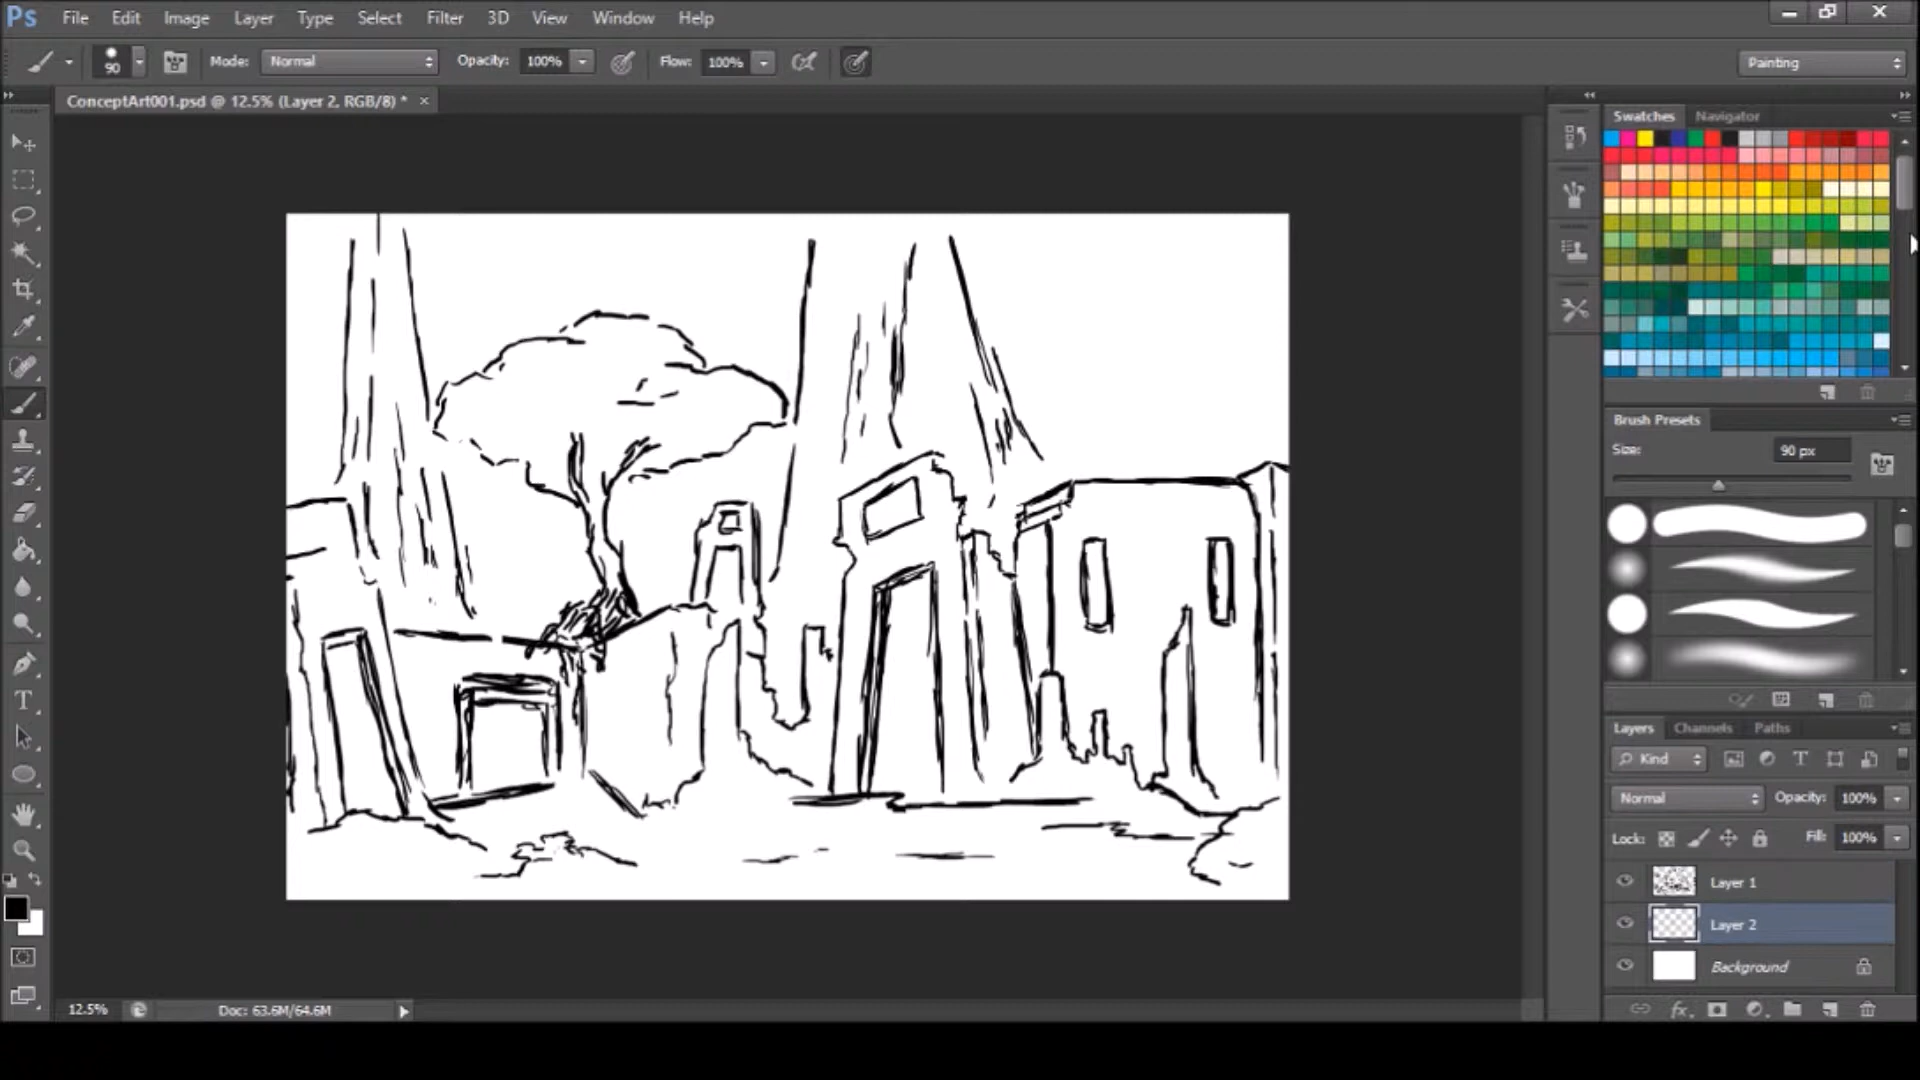 Ps File Edit Image Layer Type Select Filter 3D View Window Help
90 Mode: Normal Opacity: 100% Flow: 100% Painting
ConceptArt001.psd @ 12.5% (Layer 2, RGB/8) * ×
Swatches Navigator
Brush Presets
Size: 90 px
Layers Channels Paths
Kind
Normal Opacity: 100%
Lock: Fill: 100%
Layer 1
Layer 2
Background
12.5% Doc: 63.6M/64.6M
fx